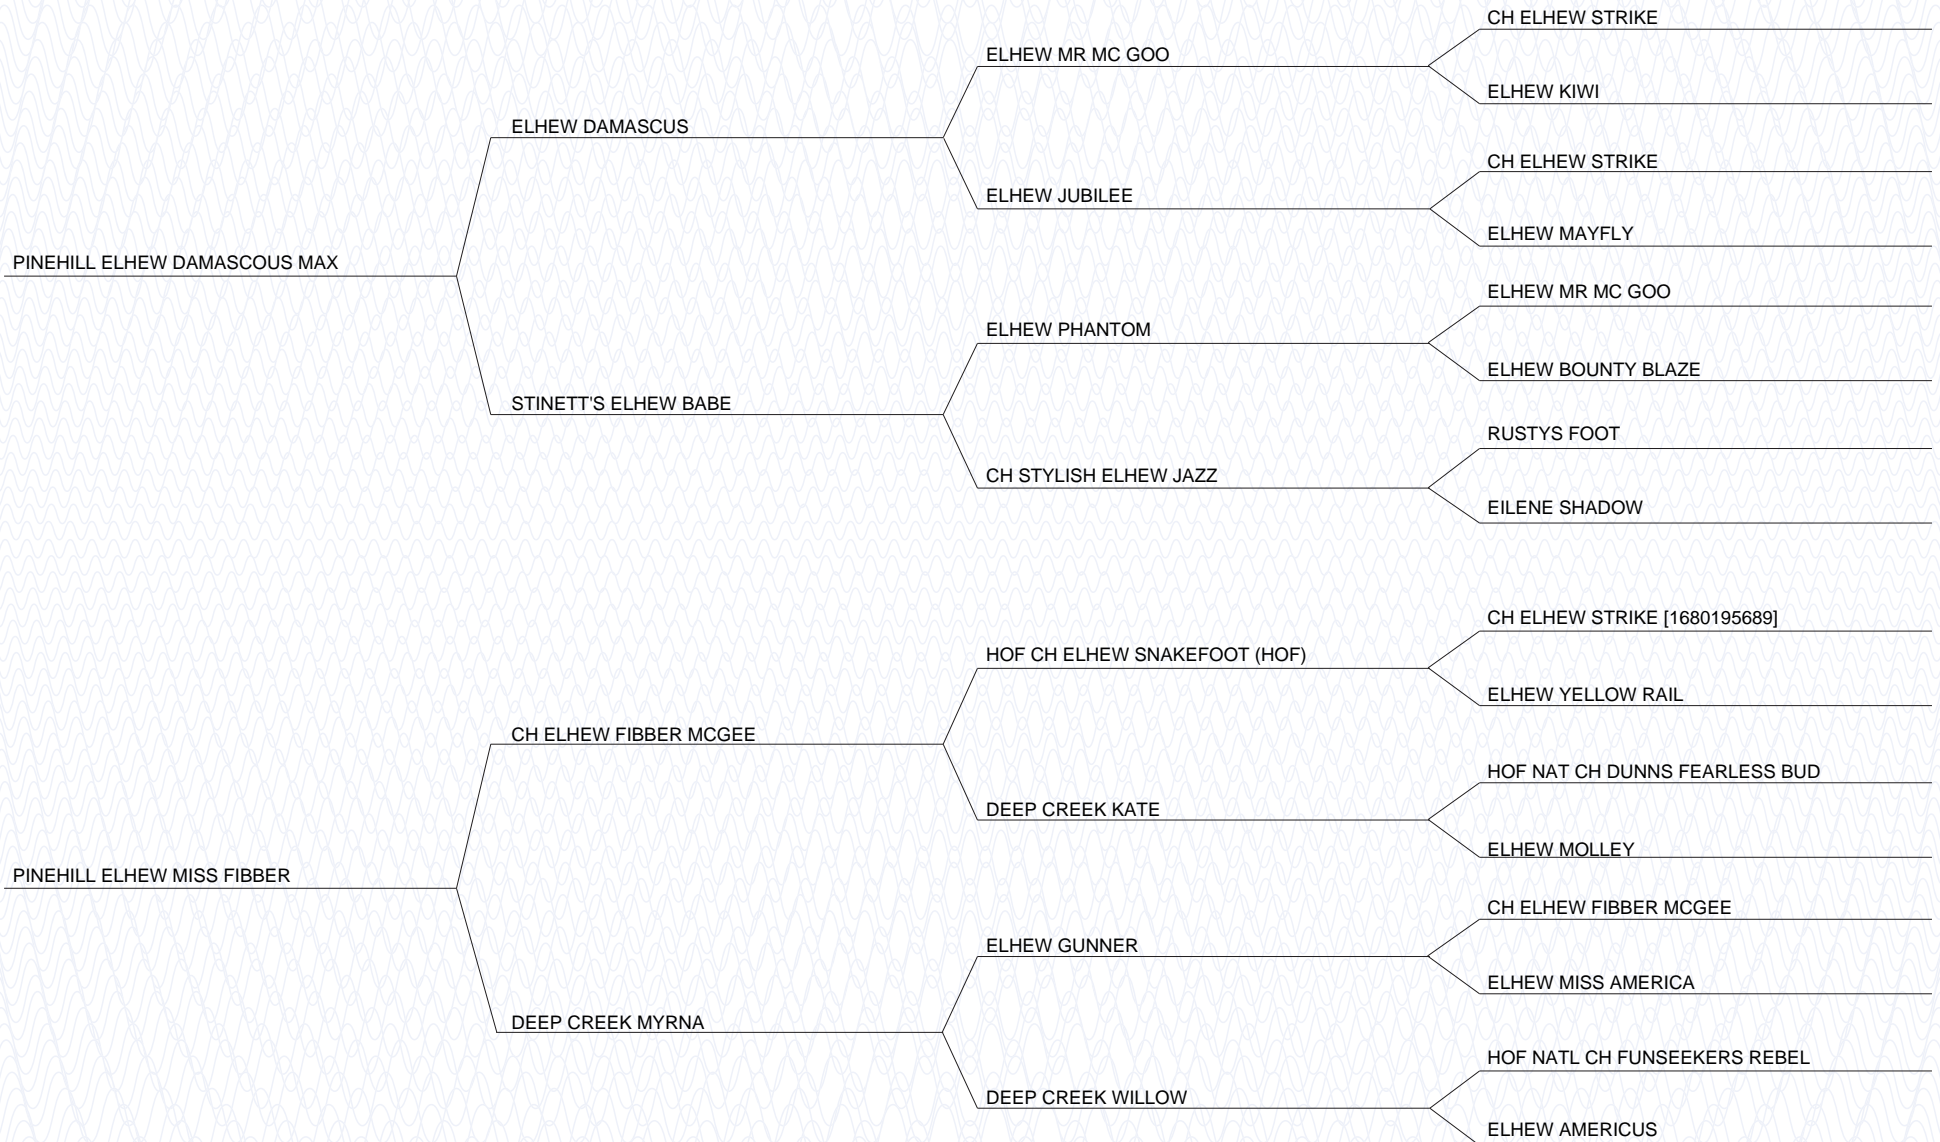 CH ELHEW STRIKE
ELHEW MR MC GOO
ELHEW KIWI
ELHEW DAMASCUS
CH ELHEW STRIKE
ELHEW JUBILEE
ELHEW MAYFLY
PINEHILL ELHEW DAMASCOUS MAX
ELHEW MR MC GOO
ELHEW PHANTOM
ELHEW BOUNTY BLAZE
STINETT'S ELHEW BABE
RUSTYS FOOT
CH STYLISH ELHEW JAZZ
EILENE SHADOW
CH ELHEW STRIKE [1680195689]
HOF CH ELHEW SNAKEFOOT (HOF)
ELHEW YELLOW RAIL
CH ELHEW FIBBER MCGEE
HOF NAT CH DUNNS FEARLESS BUD
DEEP CREEK KATE
ELHEW MOLLEY
PINEHILL ELHEW MISS FIBBER
CH ELHEW FIBBER MCGEE
ELHEW GUNNER
ELHEW MISS AMERICA
DEEP CREEK MYRNA
HOF NATL CH FUNSEEKERS REBEL
DEEP CREEK WILLOW
ELHEW AMERICUS